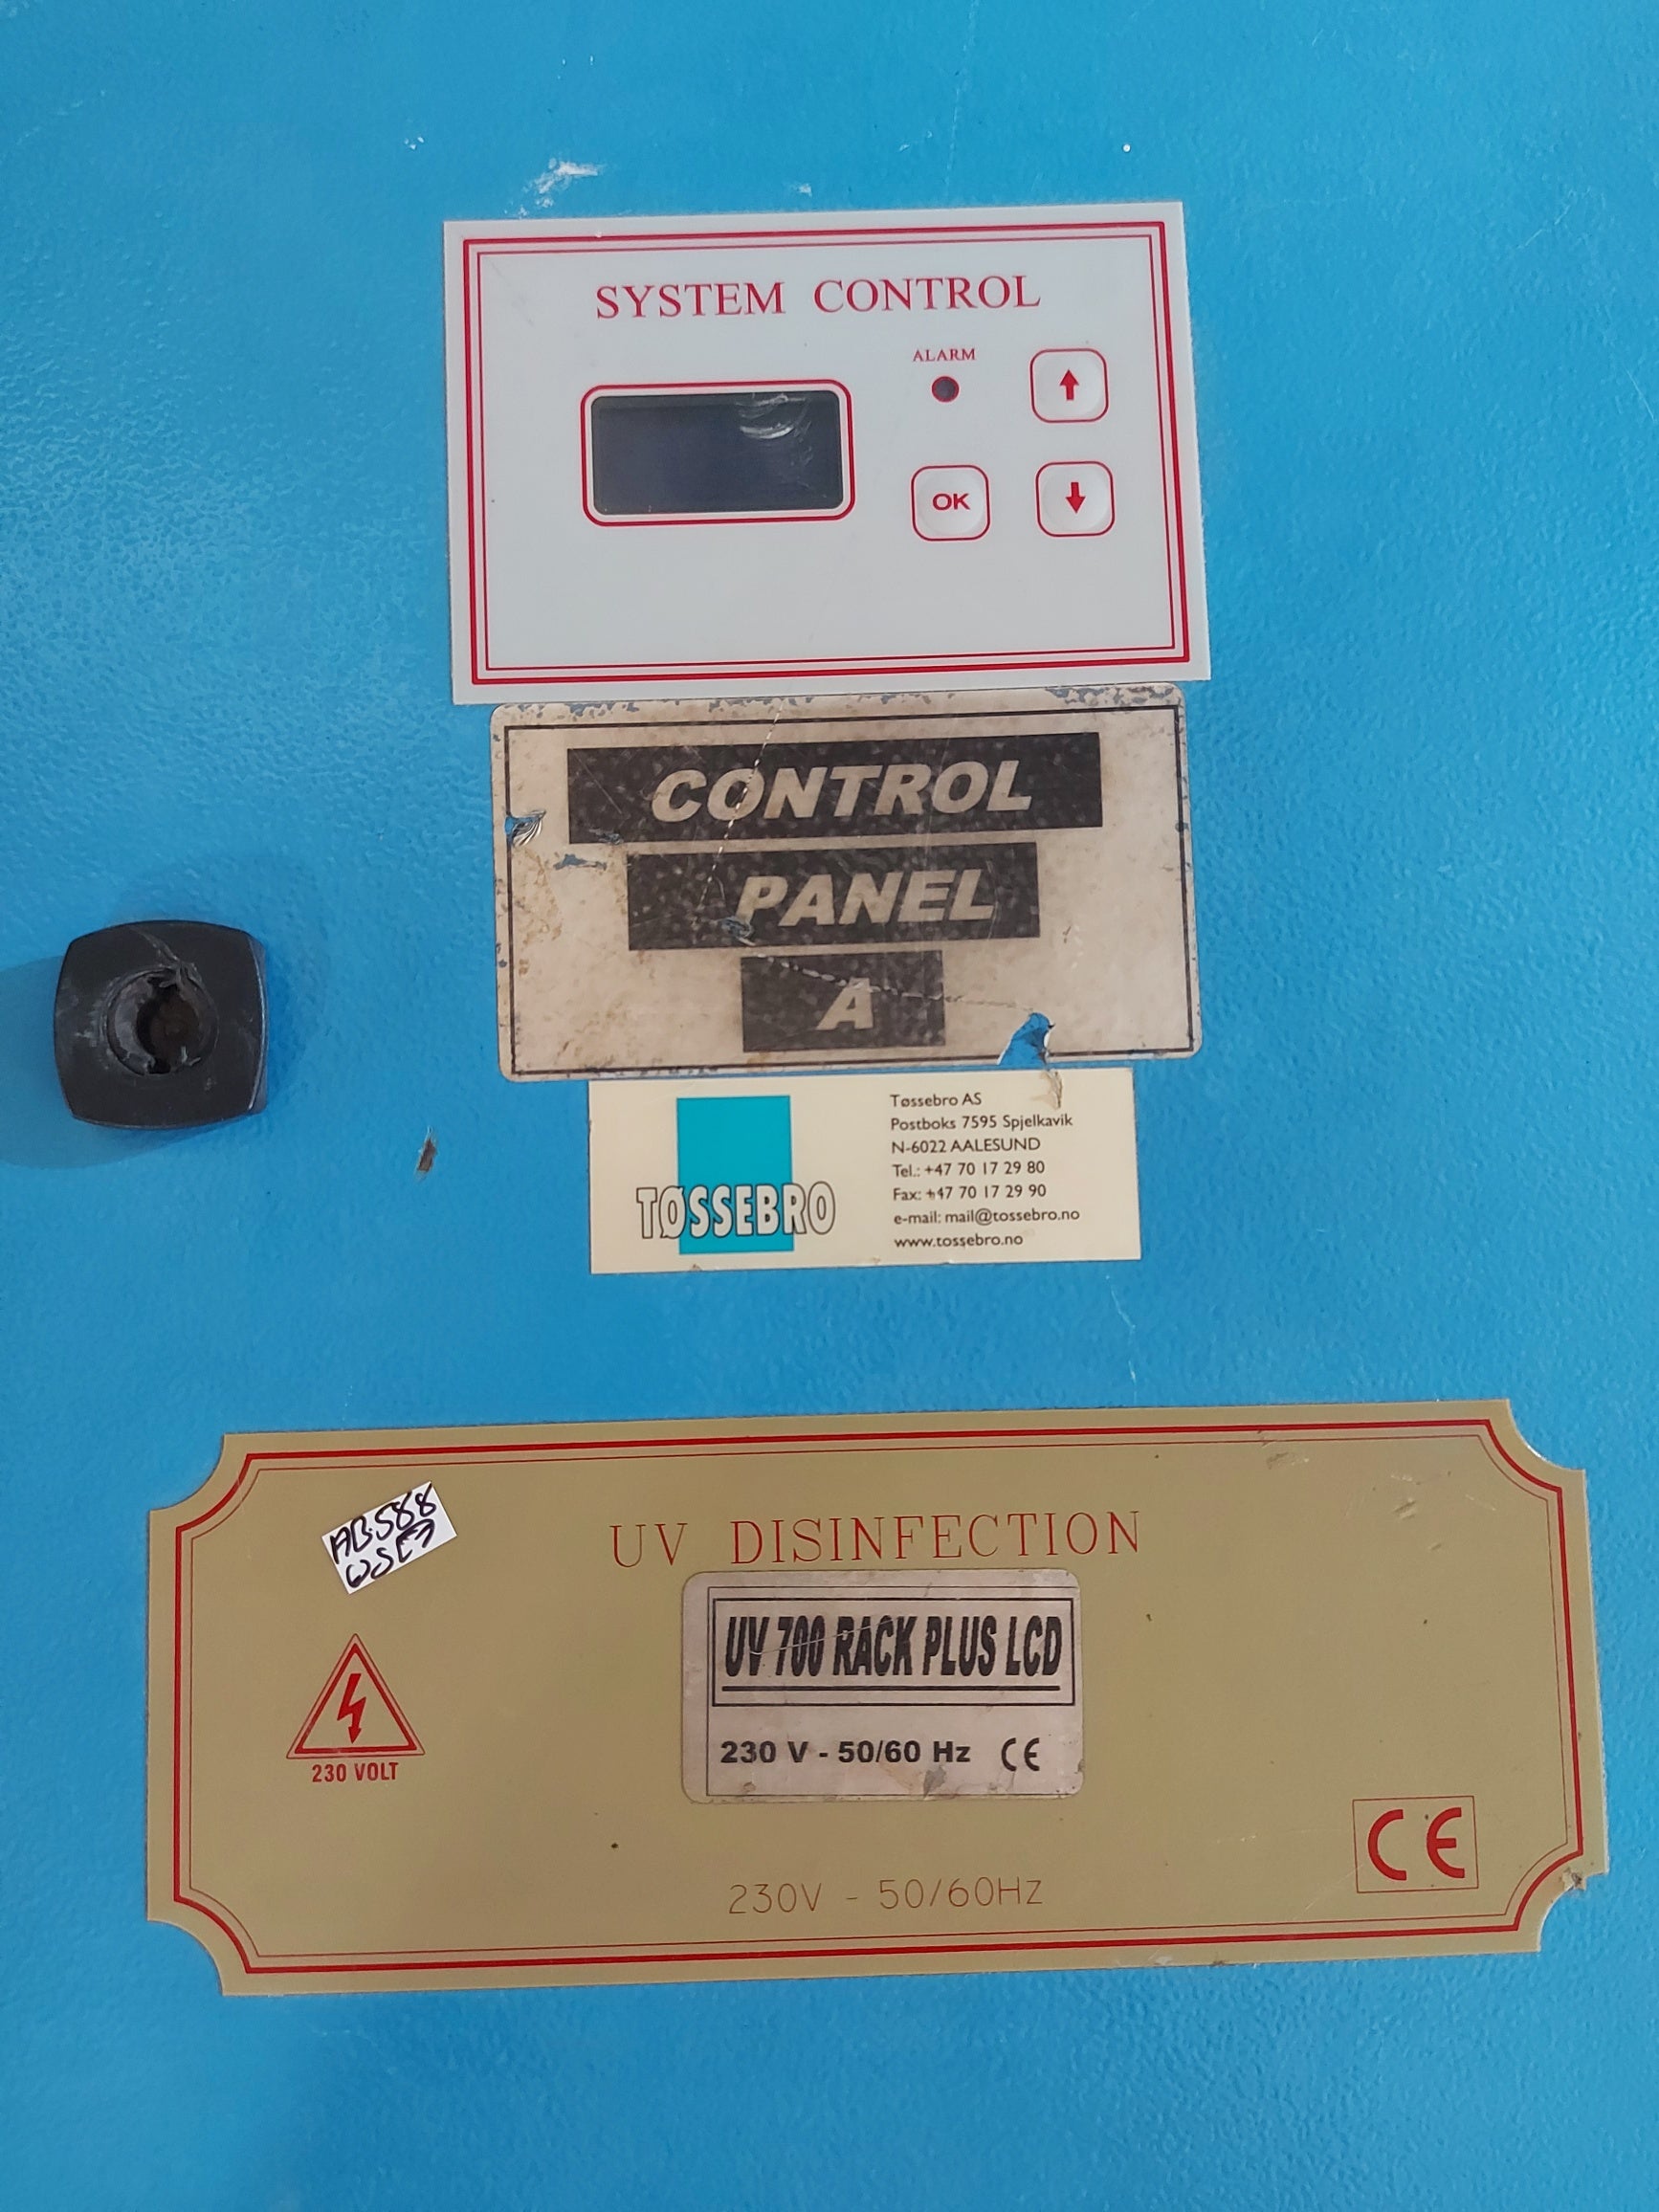 SYSTEM CONTROL
ALARM
OK
CONTROL
PANEL
A
TØSSEBRO
Tøssebro AS
Postboks 7595 Spjelkavik
N-6022 AALESUND
Tel.: +47 70 17 29 80
Fax: +47 70 17 29 90
e-mail: mail@tossebro.no
www.tossebro.no
UV DISINFECTION
UV 700 RACK PLUS LCD
230 V - 50/60 Hz CE
230 VOLT
CE
230V - 50/60HZ